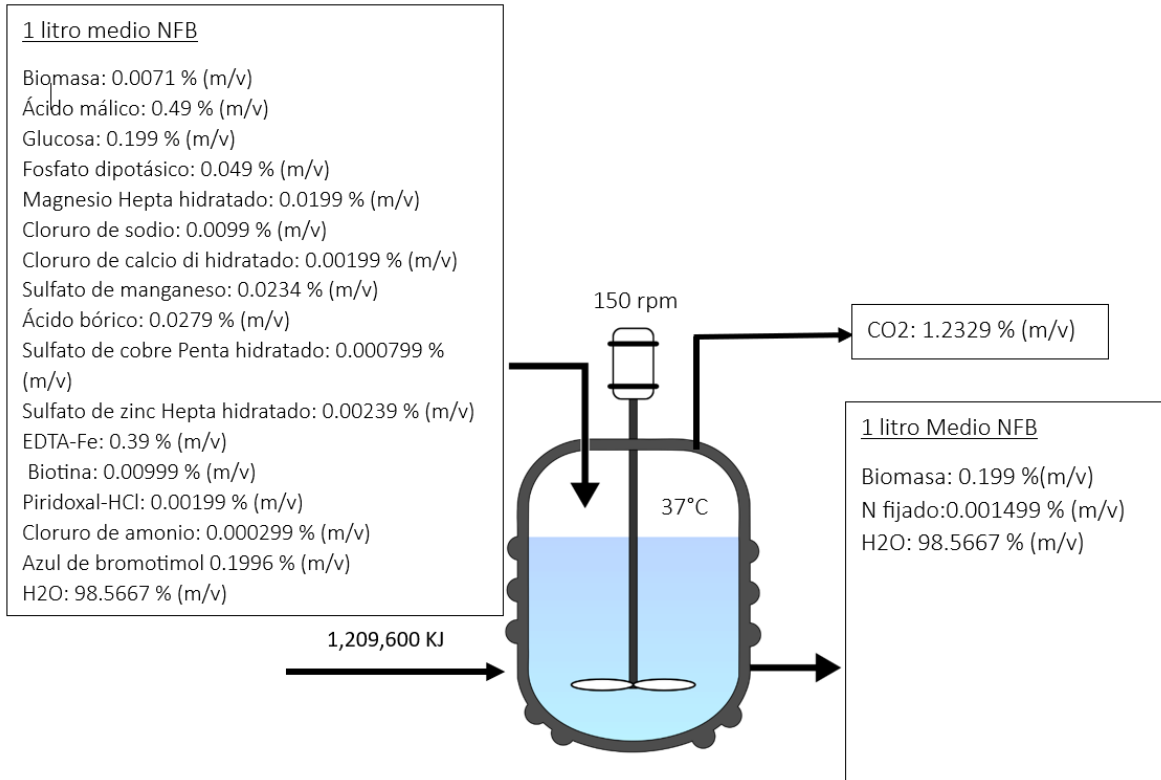 1 litro medio NFB
Biomasa: 0.0071 % (m/v)
Ácido málico: 0.49 % (m/v)
Glucosa: 0.199 % (m/v)
Fosfato dipotásico: 0.049 % (m/v)
Magnesio Hepta hidratado: 0.0199 % (m/v)
Cloruro de sodio: 0.0099 % (m/v)
Cloruro de calcio di hidratado: 0.00199 % (m/v)
Sulfato de manganeso: 0.0234 % (m/v)
Ácido bórico: 0.0279 % (m/v)
Sulfato de cobre Penta hidratado: 0.000799 %
(m/v)
Sulfato de zinc Hepta hidratado: 0.00239 % (m/v)
EDTA-Fe: 0.39 % (m/v)
Biotina: 0.00999 % (m/v)
Piridoxal-HCl: 0.00199 % (m/v)
Cloruro de amonio: 0.000299 % (m/v)
Azul de bromotimol 0.1996 % (m/v)
H2O: 98.5667 % (m/v)
1,209,600 KJ
150 rpm
37°C
CO2: 1.2329 % (m/v)
1 litro Medio NFB
Biomasa: 0.199 %(m/v)
N fijado:0.001499 % (m/v)
H2O: 98.5667 % (m/v)